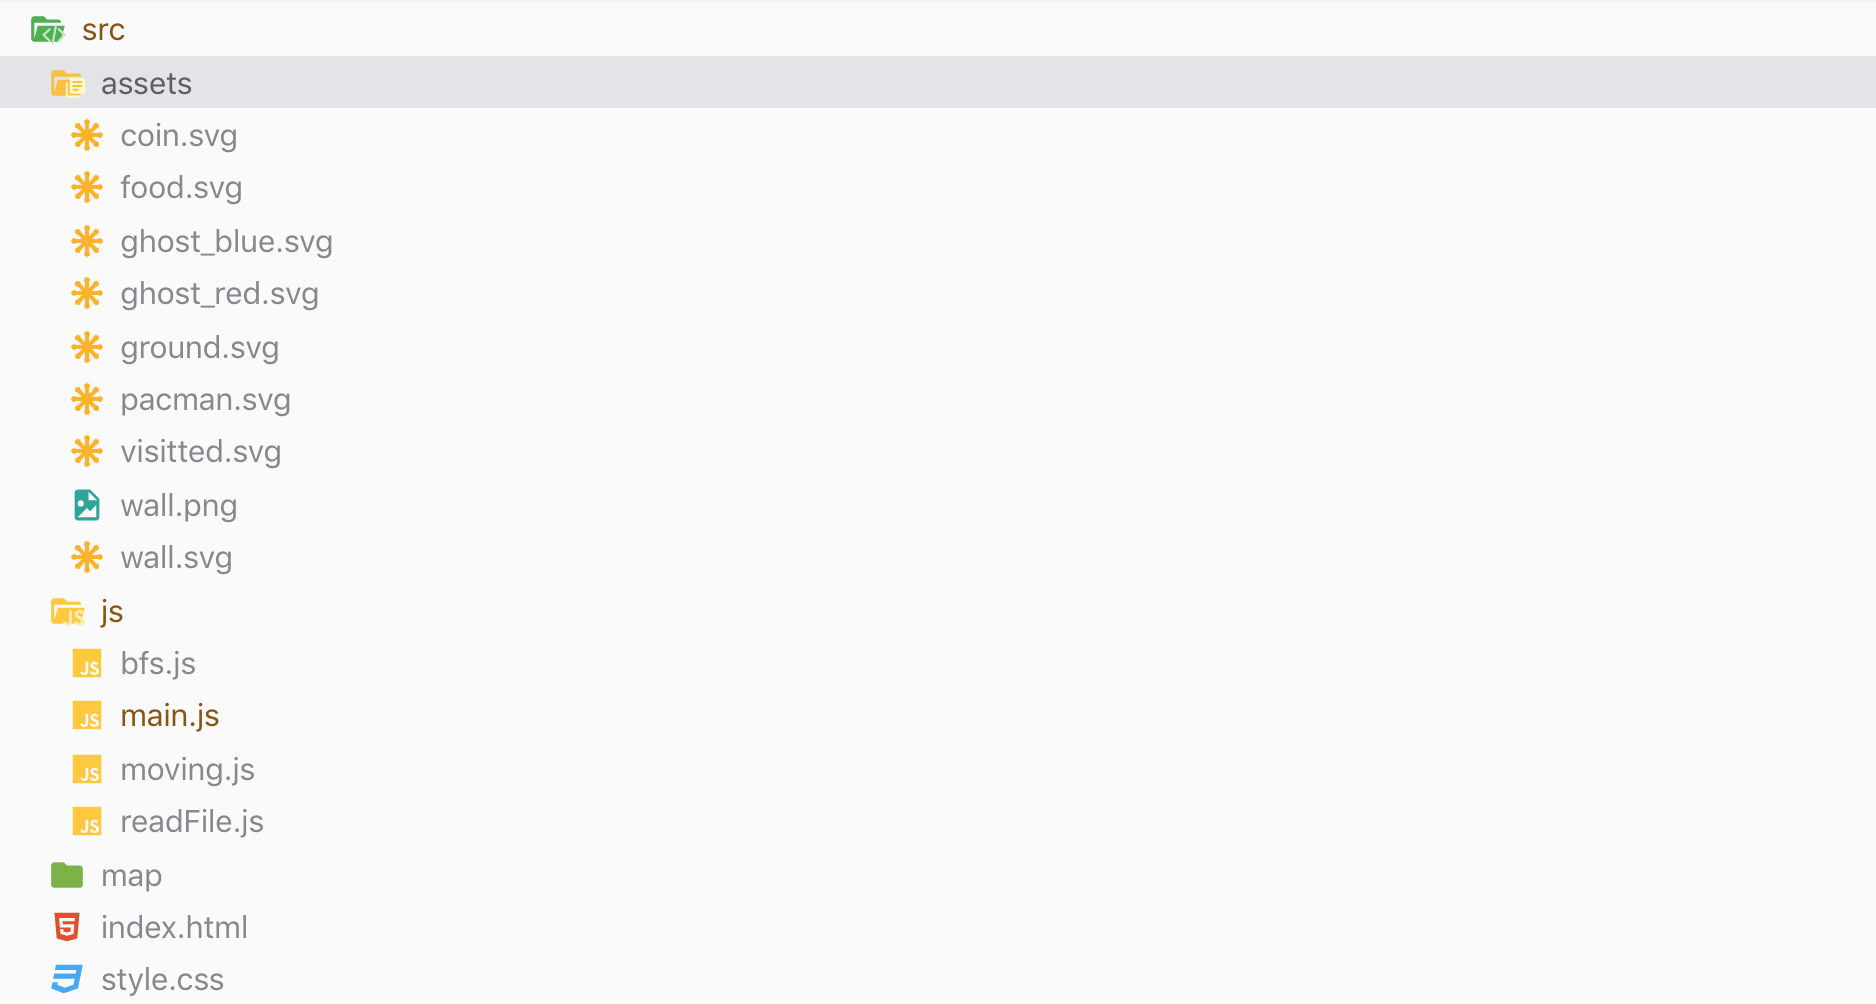 src
assets
coin.svg
food.svg
ghost_blue.svg
ghost_red.svg
ground.svg
pacman.svg
visitted.svg
wall.png
wall.svg
js
bfs.js
main.js
moving.js
readFile.js
map
index.html
style.css